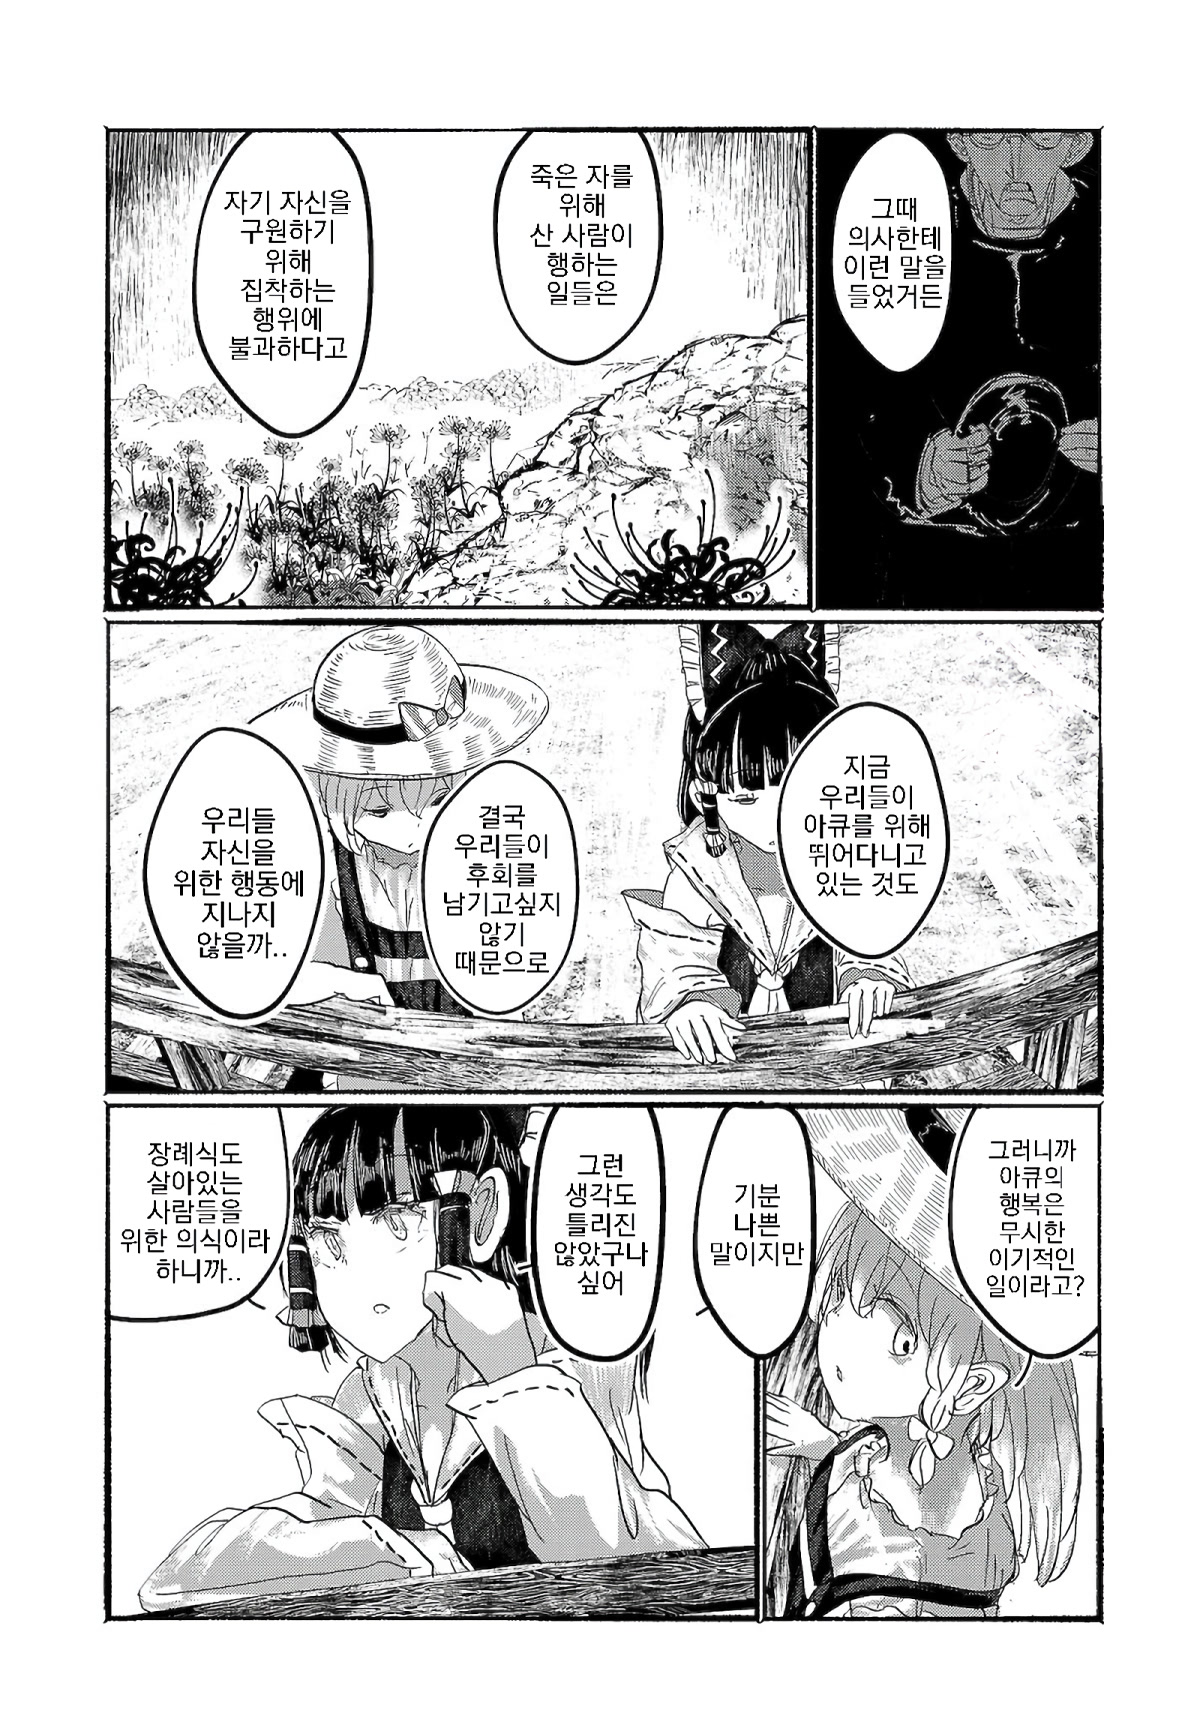 그때
의사한테
이런 말을
들었거든
죽은 자를
위해
산 사람이
행하는
일들은
자기 자신을
구원하기
위해
집착하는
행위에
불과하다고
지금
우리들이
아큐를 위해
뛰어다니고
있는 것도
결국
우리들이
후회를
남기고싶지
않기
때문으로
우리들
자신을
위한 행동에
지나지
않을까..
그러니까
아큐의
행복은
무시한
이기적인
일이라고?
기분
나쁜
말이지만
그런
생각도
틀리진
않았구나
싶어
장례식도
살아있는
사람들을
위한 의식이라
하니까..